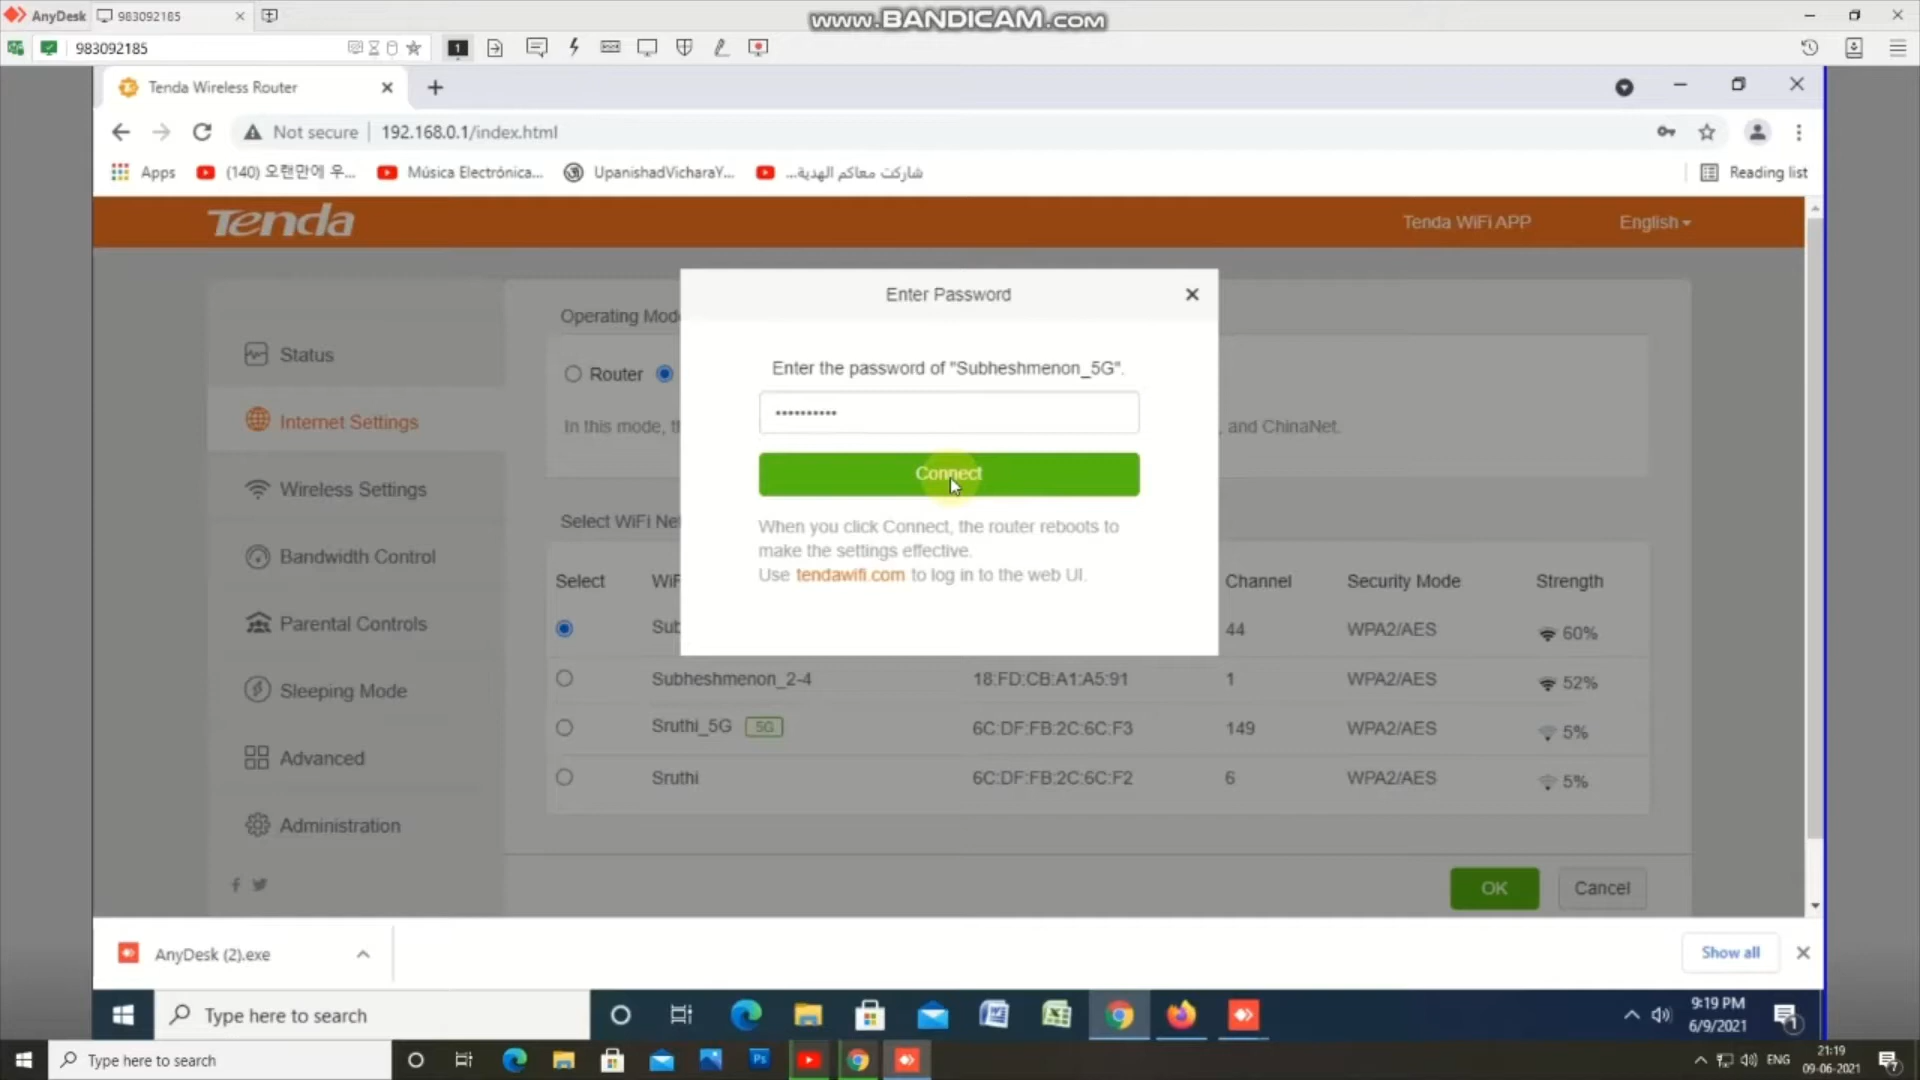 AnyDesk
983092185
www.BANDICAM.com
983092185
1
Tenda Wireless Router
Not secure
192.168.0.1/index.html
Apps
(140) 오랜만에 우...
Música Electrónica...
UpanishadVicharaY...
شاركت معاكم الهدية...
Reading list
Tenda
Tenda WiFi APP
English
Status
Internet Settings
Wireless Settings
Bandwidth Control
Parental Controls
Sleeping Mode
Advanced
Administration
Operating Mod
Router
In this mode, t
, and ChinaNet.
Select WiFi Ne
Select
WiF
Channel
Security Mode
Strength
Sub
44
WPA2/AES
60%
Subheshmenon_2-4
18:FD:CB:A1:A5:91
1
WPA2/AES
52%
Sruthi_5G
5G
6C:DF:FB:2C:6C:F3
149
WPA2/AES
5%
Sruthi
6C:DF:FB:2C:6C:F2
6
WPA2/AES
5%
Enter Password
Enter the password of "Subheshmenon_5G".
Connect
When you click Connect, the router reboots to
make the settings effective.
Use tendawifi.com to log in to the web UI.
OK
Cancel
AnyDesk (2).exe
Show all
Type here to search
9:19 PM
6/9/2021
1
Type here to search
Ps
ENG
21:19
09-06-2021
7